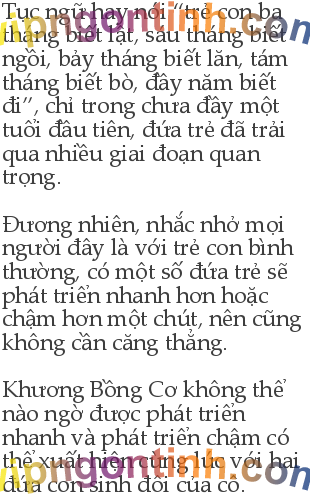 Tục ngữ hay nói “trẻ con ba
tháng biết lật, sáu tháng biết
ngồi, bảy tháng biết lăn, tám
tháng biết bò, đầy năm biết
đi”, chỉ trong chưa đầy một
tuổi đầu tiên, đứa trẻ đã trải
qua nhiều giai đoạn quan
trọng.
Đương nhiên, nhắc nhở mọi
người đây là với trẻ con bình
thường, có một số đứa trẻ sẽ
phát triển nhanh hơn hoặc
chậm hơn một chút, nên cũng
không cần căng thẳng.
Khương Bồng Cơ không thể
nào ngờ được phát triển
nhanh và phát triển chậm có
thể xuất hiện cùng lúc với hai
đứa con sinh đôi của cô.
vipngontinh.com
vipngontinh.com